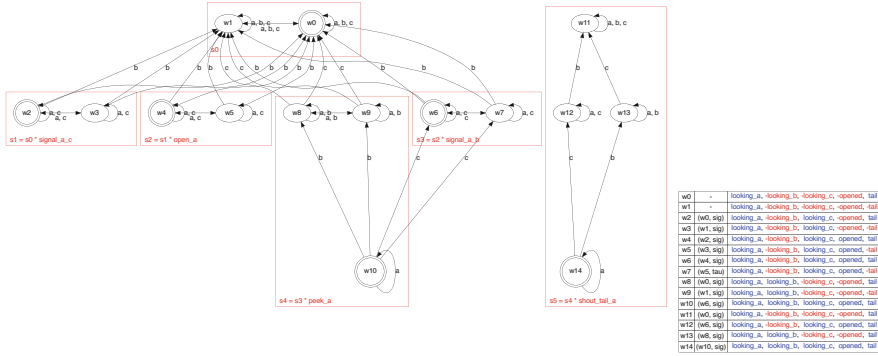 w1
w0
a, b, c
a, b, c
a, b, c
s0
b
b
b
b
b
b
b
b
c
c
c
c
c
b
b
w2
w3
a, c
a, c
a, c
s1 = s0 * signal_a_c
w4
w5
a, c
a, c
a, c
s2 = s1 * open_a
w8
w9
a, b
a, b
a, b
w6
w7
a, c
a, c
a, c
s3 = s2 * signal_a_b
b
b
c
c
w10
a
s4 = s3 * peek_a
w11
a, b, c
b
c
w12
a, c
w13
a, b
c
b
w14
a
s5 = s4 * shout_tail_a
w0 - looking_a, -looking_b, -looking_c, -opened, tail
w1 - looking_a, -looking_b, -looking_c, -opened, -tail
w2 (w0, sig) looking_a, -looking_b, looking_c, -opened, tail
w3 (w1, sig) looking_a, -looking_b, looking_c, -opened, -tail
w4 (w2, sig) looking_a, -looking_b, looking_c, opened, tail
w5 (w3, sig) looking_a, -looking_b, looking_c, opened, -tail
w6 (w4, sig) looking_a, -looking_b, looking_c, opened, tail
w7 (w5, tau) looking_a, -looking_b, looking_c, opened, -tail
w8 (w0, sig) looking_a, looking_b, -looking_c, -opened, tail
w9 (w1, sig) looking_a, looking_b, -looking_c, -opened, -tail
w10 (w6, sig) looking_a, looking_b, looking_c, opened, tail
w11 (w0, sig) looking_a, -looking_b, -looking_c, -opened, tail
w12 (w6, sig) looking_a, -looking_b, looking_c, opened, tail
w13 (w8, sig) looking_a, looking_b, -looking_c, -opened, tail
w14 (w10, sig) looking_a, looking_b, looking_c, opened, tail